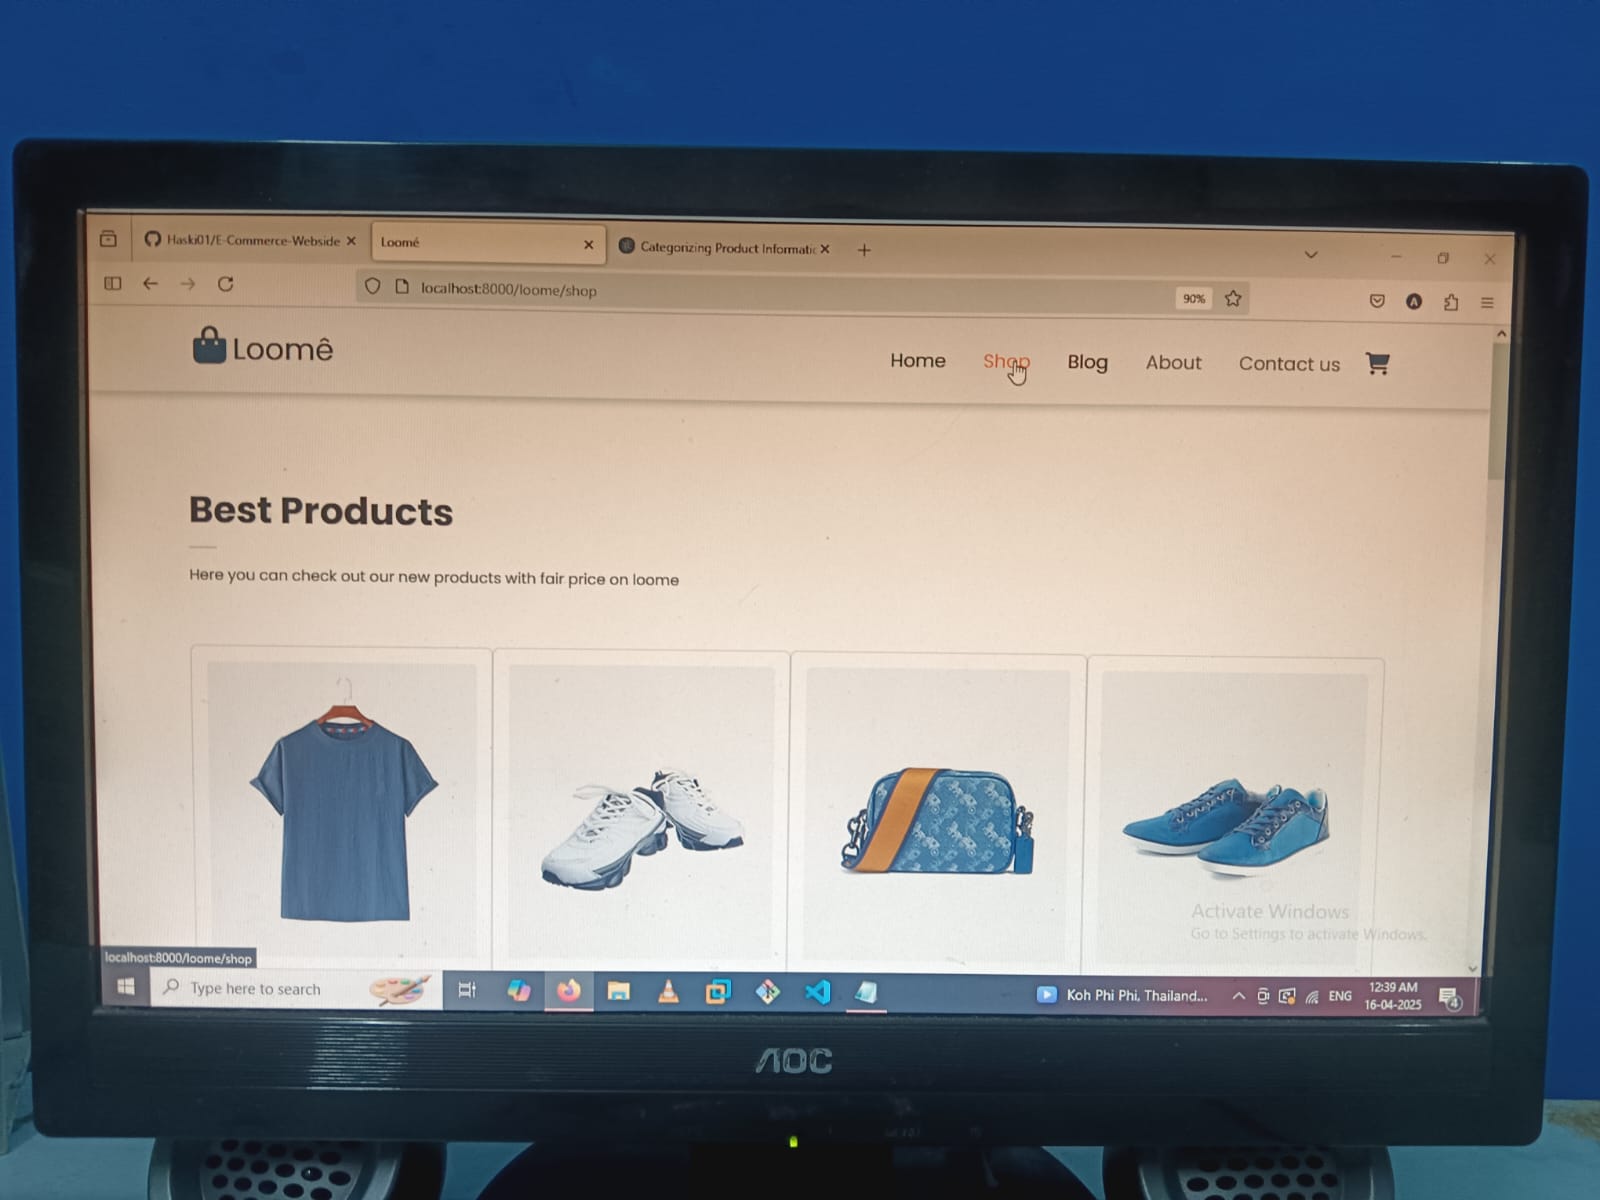 Haski01/E-Commerce-Webside
Loomé
Categorizing Product Informatic
localhost:8000/loome/shop
90%
A
Loomê
Home
Shop
Blog
About
Contact us
Best Products
Here you can check out our new products with fair price on loome
Activate Windows
Go to Settings to activate Windows.
localhost:8000/loome/shop
Type here to search
Koh Phi Phi, Thailand...
ENG
12:39 AM
16-04-2025
4
AOC